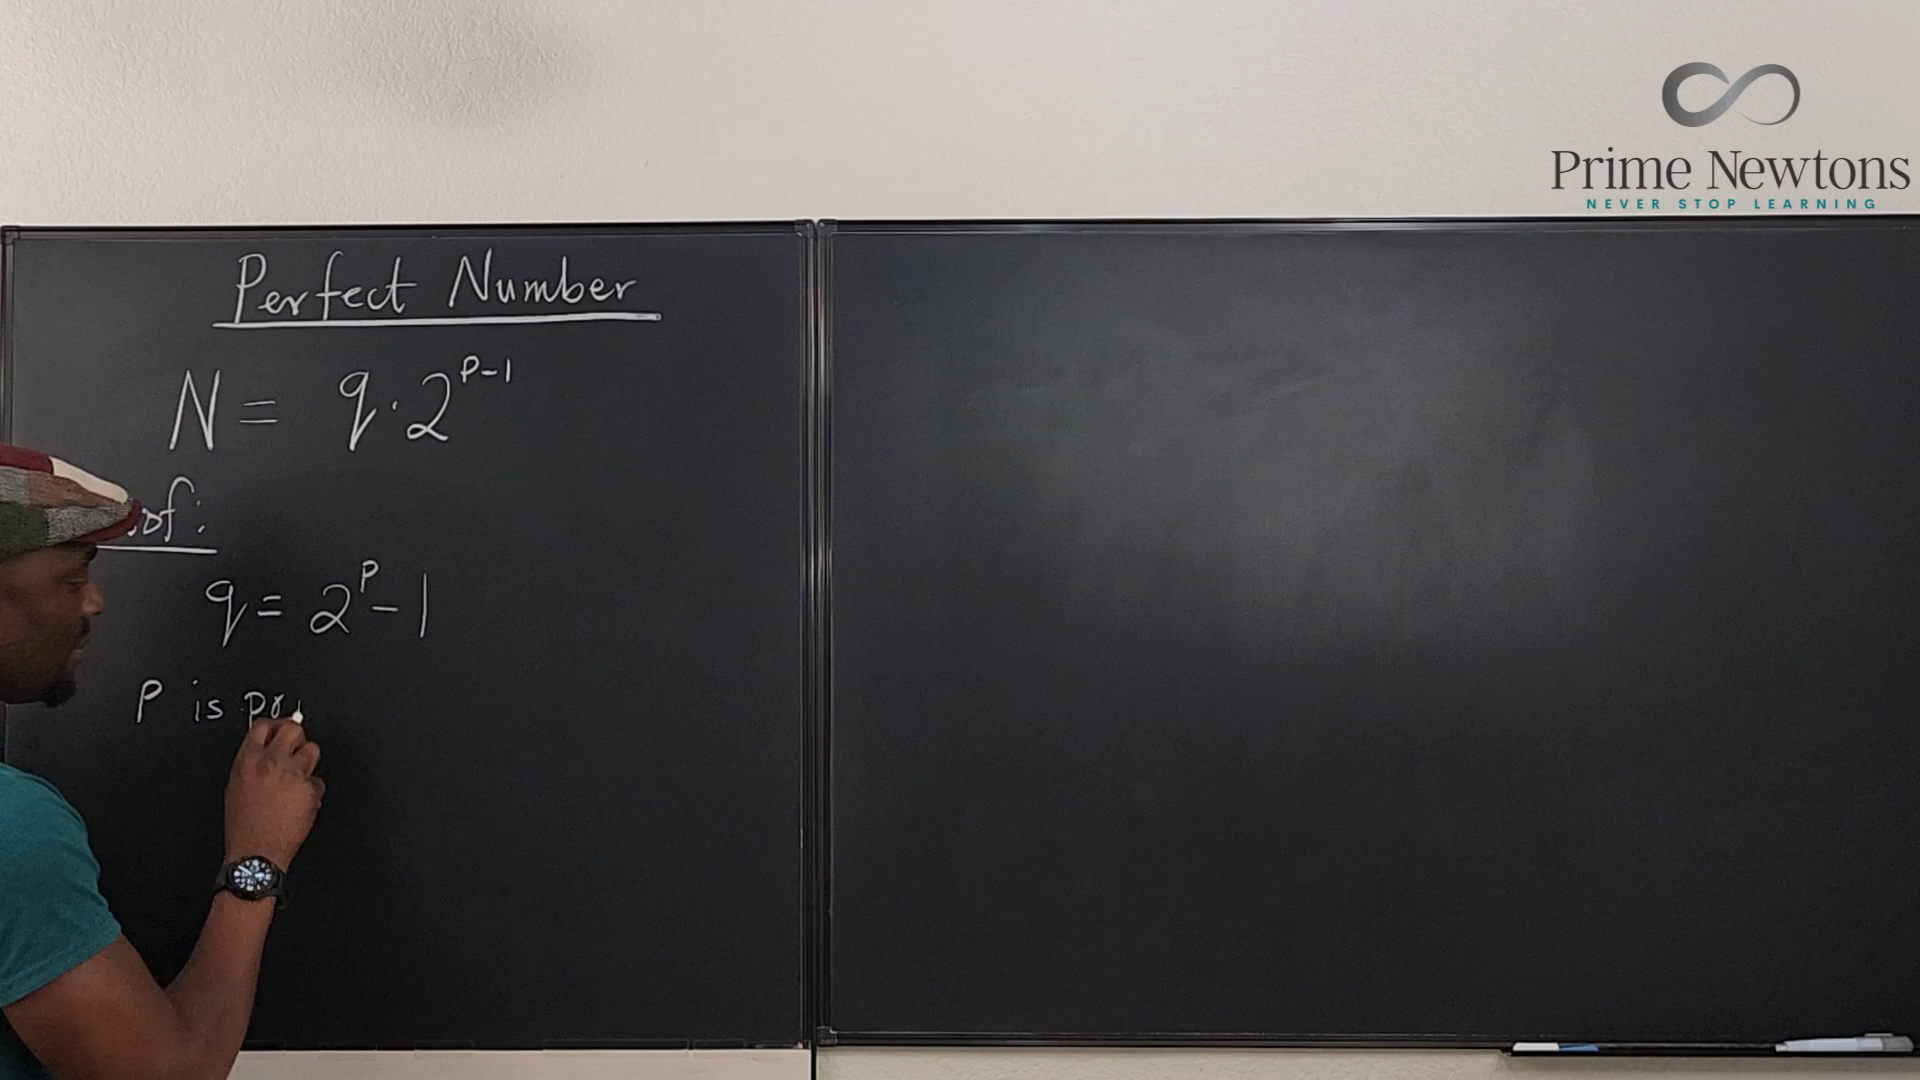 Prime Newtons
NEVER STOP LEARNING
Perfect Number
N = q·2^{P-1}
q = 2^P - 1
P is